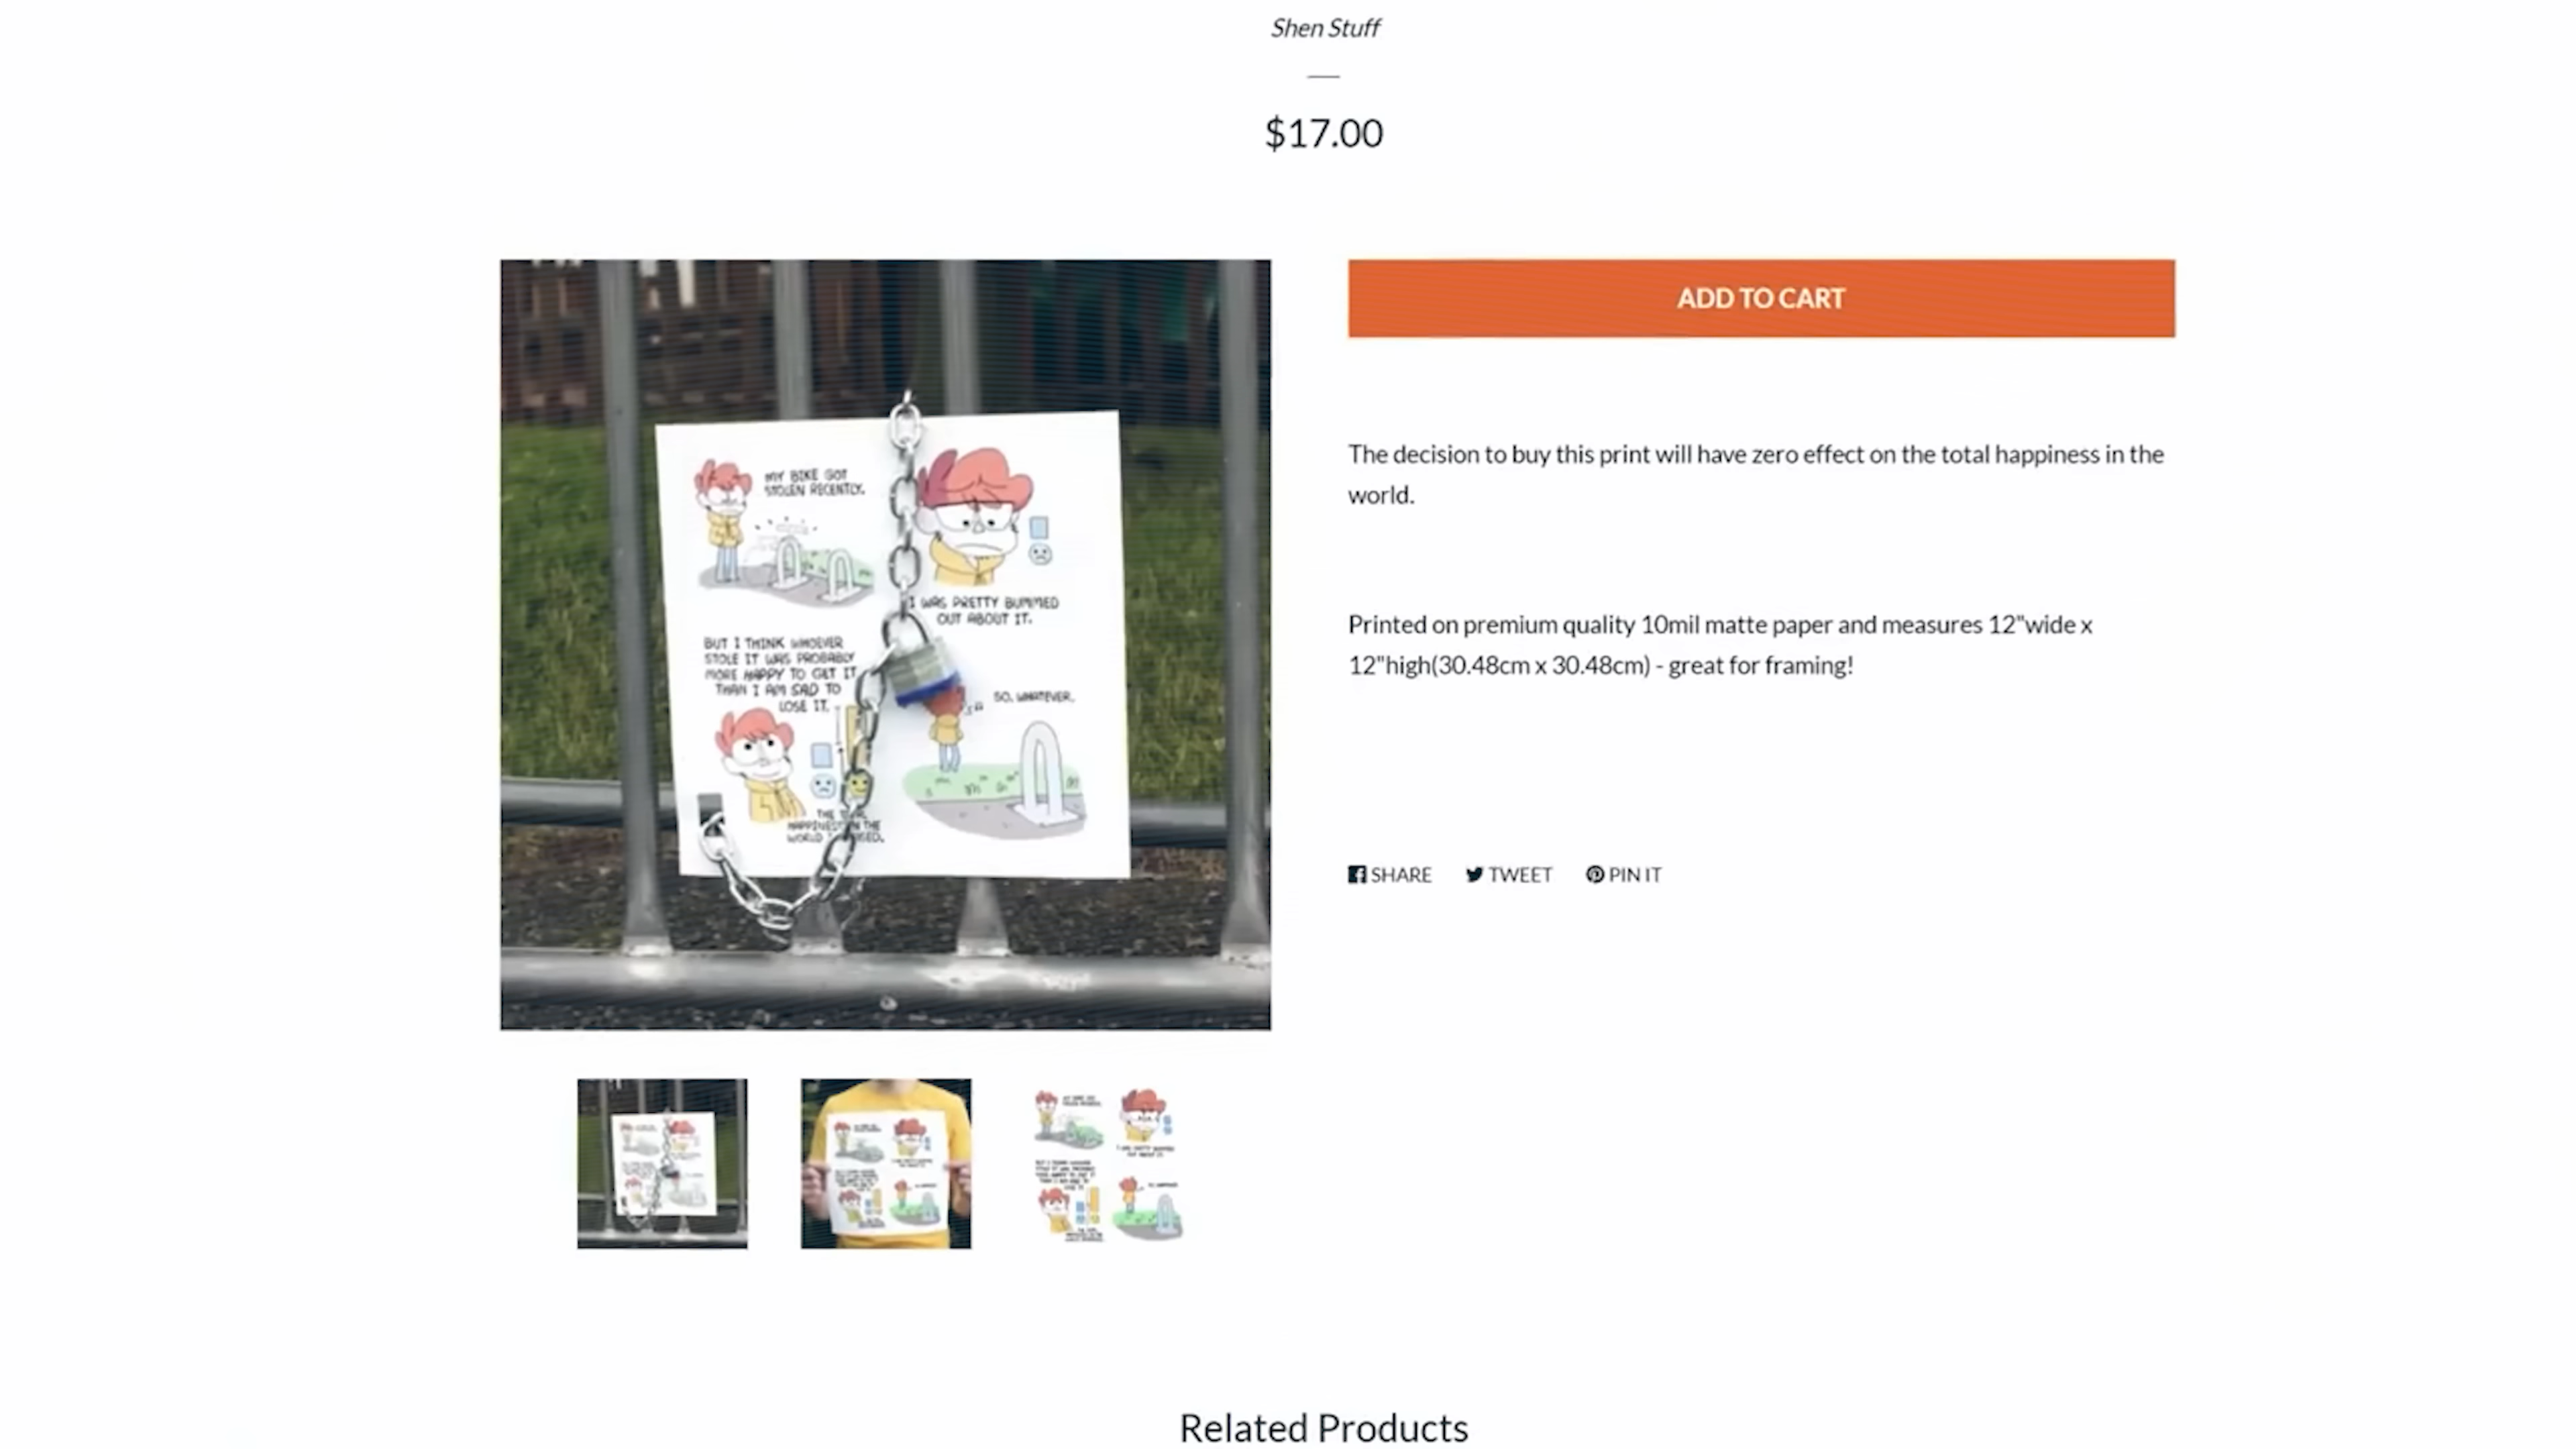 Shen Stuff
$17.00
ADD TO CART
The decision to buy this print will have zero effect on the total happiness in the
world.
Printed on premium quality 10mil matte paper and measures 12"wide x
12"high(30.48cm x 30.48cm) - great for framing!
SHARE TWEET PIN IT
MY BIKE GOT
STOLEN RECENTLY.
I WAS PRETTY BUMMED
OUT ABOUT IT.
BUT I THINK WHOEVER
STOLE IT WAS PROBABLY
MORE HAPPY TO GET IT
THAN I AM SAD TO
LOSE IT.
THE
HAPPINESS THE
WORLD
SO, WHATEVER.
Related Products